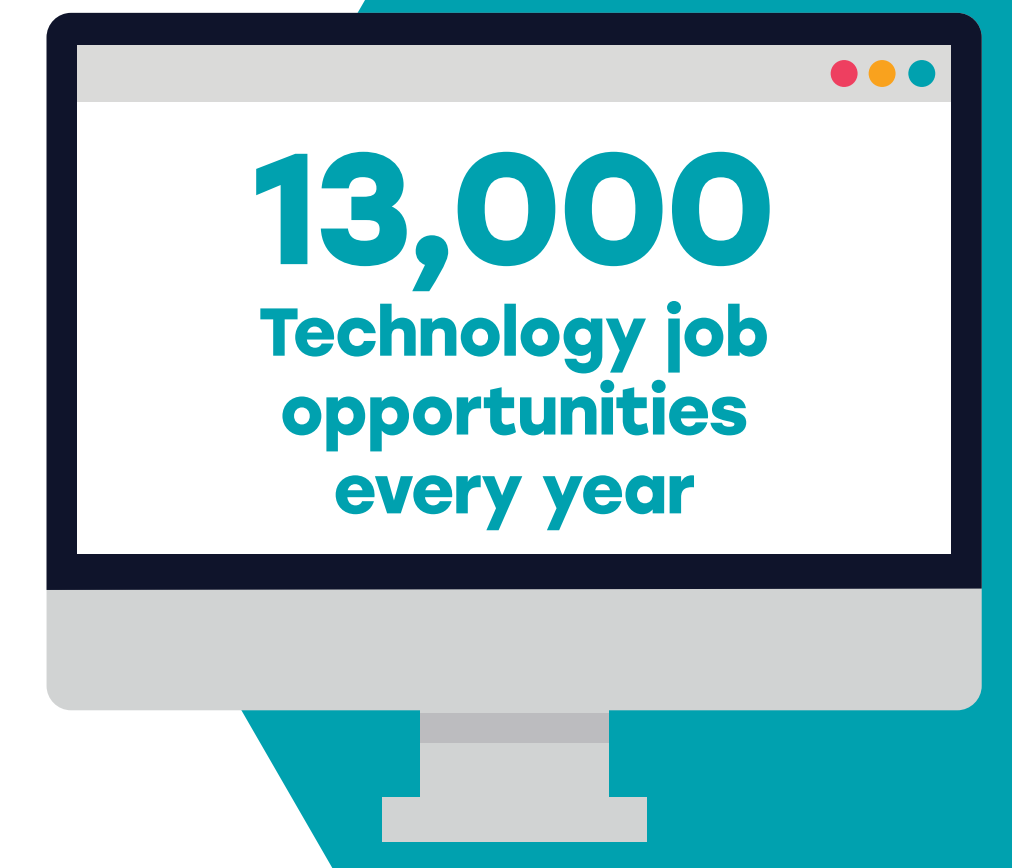 13,000
Technology job
opportunities
every year